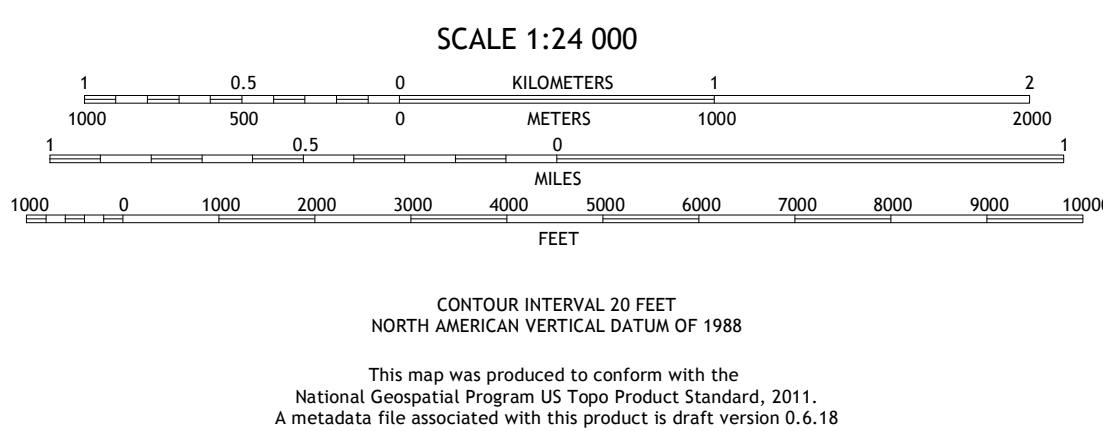 SCALE 1:24 000
1 0.5 0 KILOMETERS 1 2
1000 500 0 METERS 1000 2000
1 0.5 0 1
MILES
1000 0 1000 2000 3000 4000 5000 6000 7000 8000 9000 10000
FEET
CONTOUR INTERVAL 20 FEET
NORTH AMERICAN VERTICAL DATUM OF 1988
This map was produced to conform with the
National Geospatial Program US Topo Product Standard, 2011.
A metadata file associated with this product is draft version 0.6.18